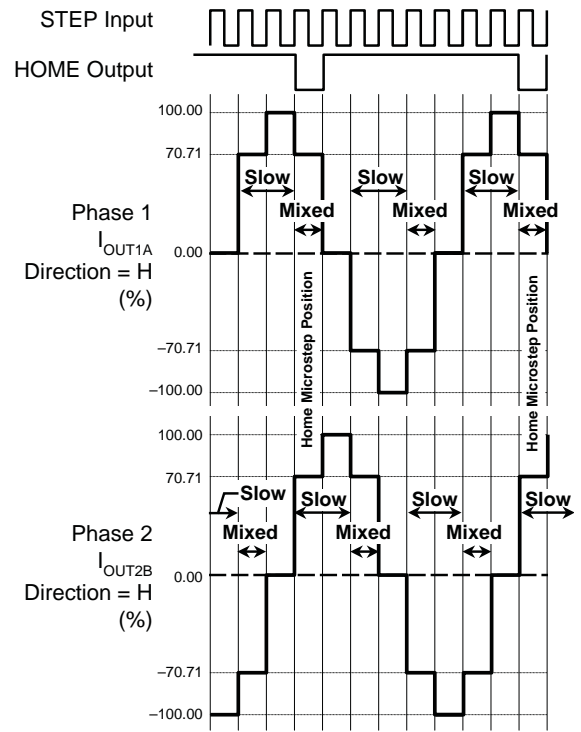 STEP Input
HOME Output
100.00
70.71
Slow
Slow
Slow
Mixed
Mixed
Mixed
Phase 1
I OUT1A
Direction = H
(%)
0.00
Home Microstep Position
Home Microstep Position
–70.71
–100.00
100.00
70.71
Slow
Slow
Slow
Slow
Mixed
Mixed
Mixed
Phase 2
I OUT2B
Direction = H
(%)
0.00
–70.71
–100.00